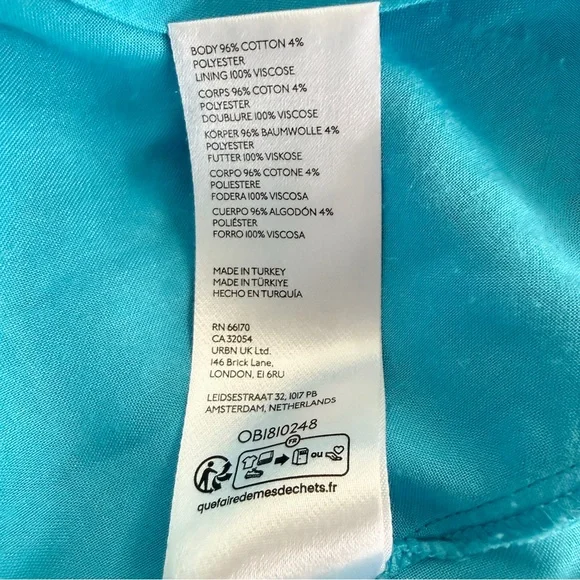 BODY 96% COTTON 4%
POLYESTER
LINING 100% VISCOSE
CORPS 96% COTON 4%
POLYESTER
DOUBLURE 100% VISCOSE
KÖRPER 96% BAUMWOLLE 4%
POLYESTER
FUTTER 100% VISKOSE
CORPO 96% COTONE 4%
POLIESTERE
FODERA 100% VISCOSA
CUERPO 96% ALGODÓN 4%
POLIÉSTER
FORRO 100% VISCOSA
MADE IN TURKEY
MADE IN TÜRKIYE
HECHO EN TURQUÍA
RN 66170
CA 32054
URBN UK Ltd.
146 Brick Lane,
LONDON, E1 6RU
LEIDSESTRAAT 32, 1017 PB
AMSTERDAM, NETHERLANDS
OB1810248
FR
OU
quefairedemesdechets.fr